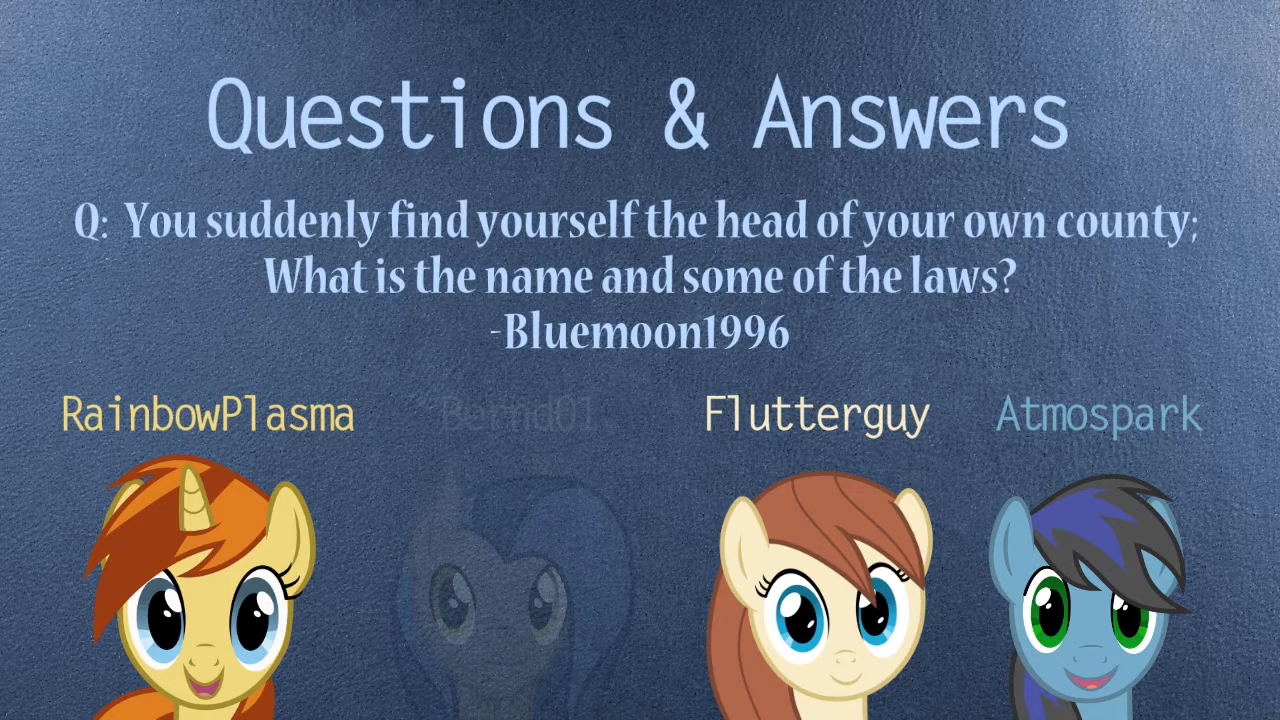 Questions & Answers
Q: You suddenly find yourself the head of your own county;
What is the name and some of the laws?
-Bluemoon1996
RainbowPlasma Bernd01 Flutterguy Atmospark